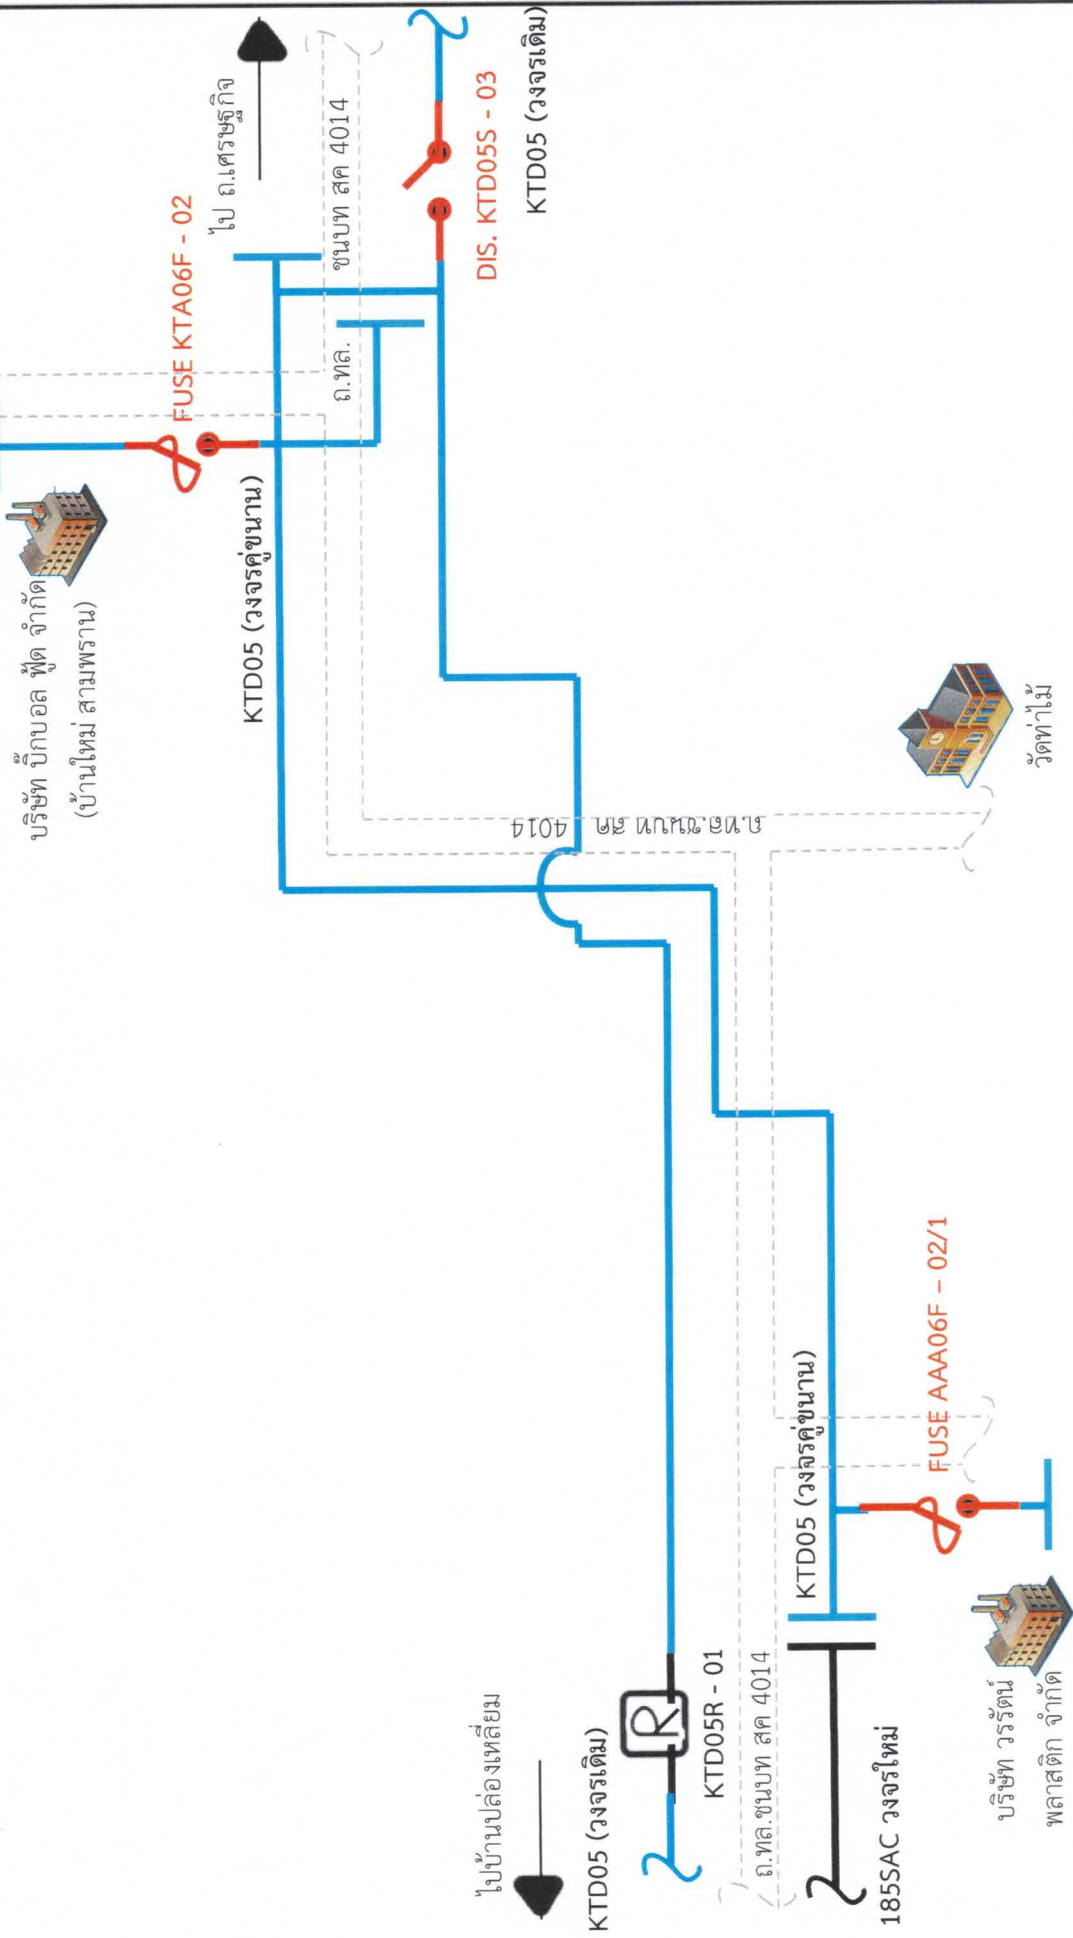 บริษัท บิ๊กบอล ฟู้ด จำกัด
(บ้านใหม่ สามพราน)
FUSE KTA06F - 02
ไป ถ.เศรษฐกิจ
KTD05 (วงจรคู่ขนาน)
ถ.ทล. ชนบท สค 4014
DIS. KTD05S - 03
KTD05 (วงจรเดิม)
ถ.ทล.ชนบท สค 4014
วัดท่าไม้
ไปบ้านปล่องเหลี่ยม
KTD05 (วงจรเดิม)
R
KTD05R - 01
ถ.ทล.ชนบท สค 4014
KTD05 (วงจรคู่ขนาน)
185SAC วงจรใหม่
FUSE AAA06F – 02/1
บริษัท วรรัตน์
พลาสติก จำกัด